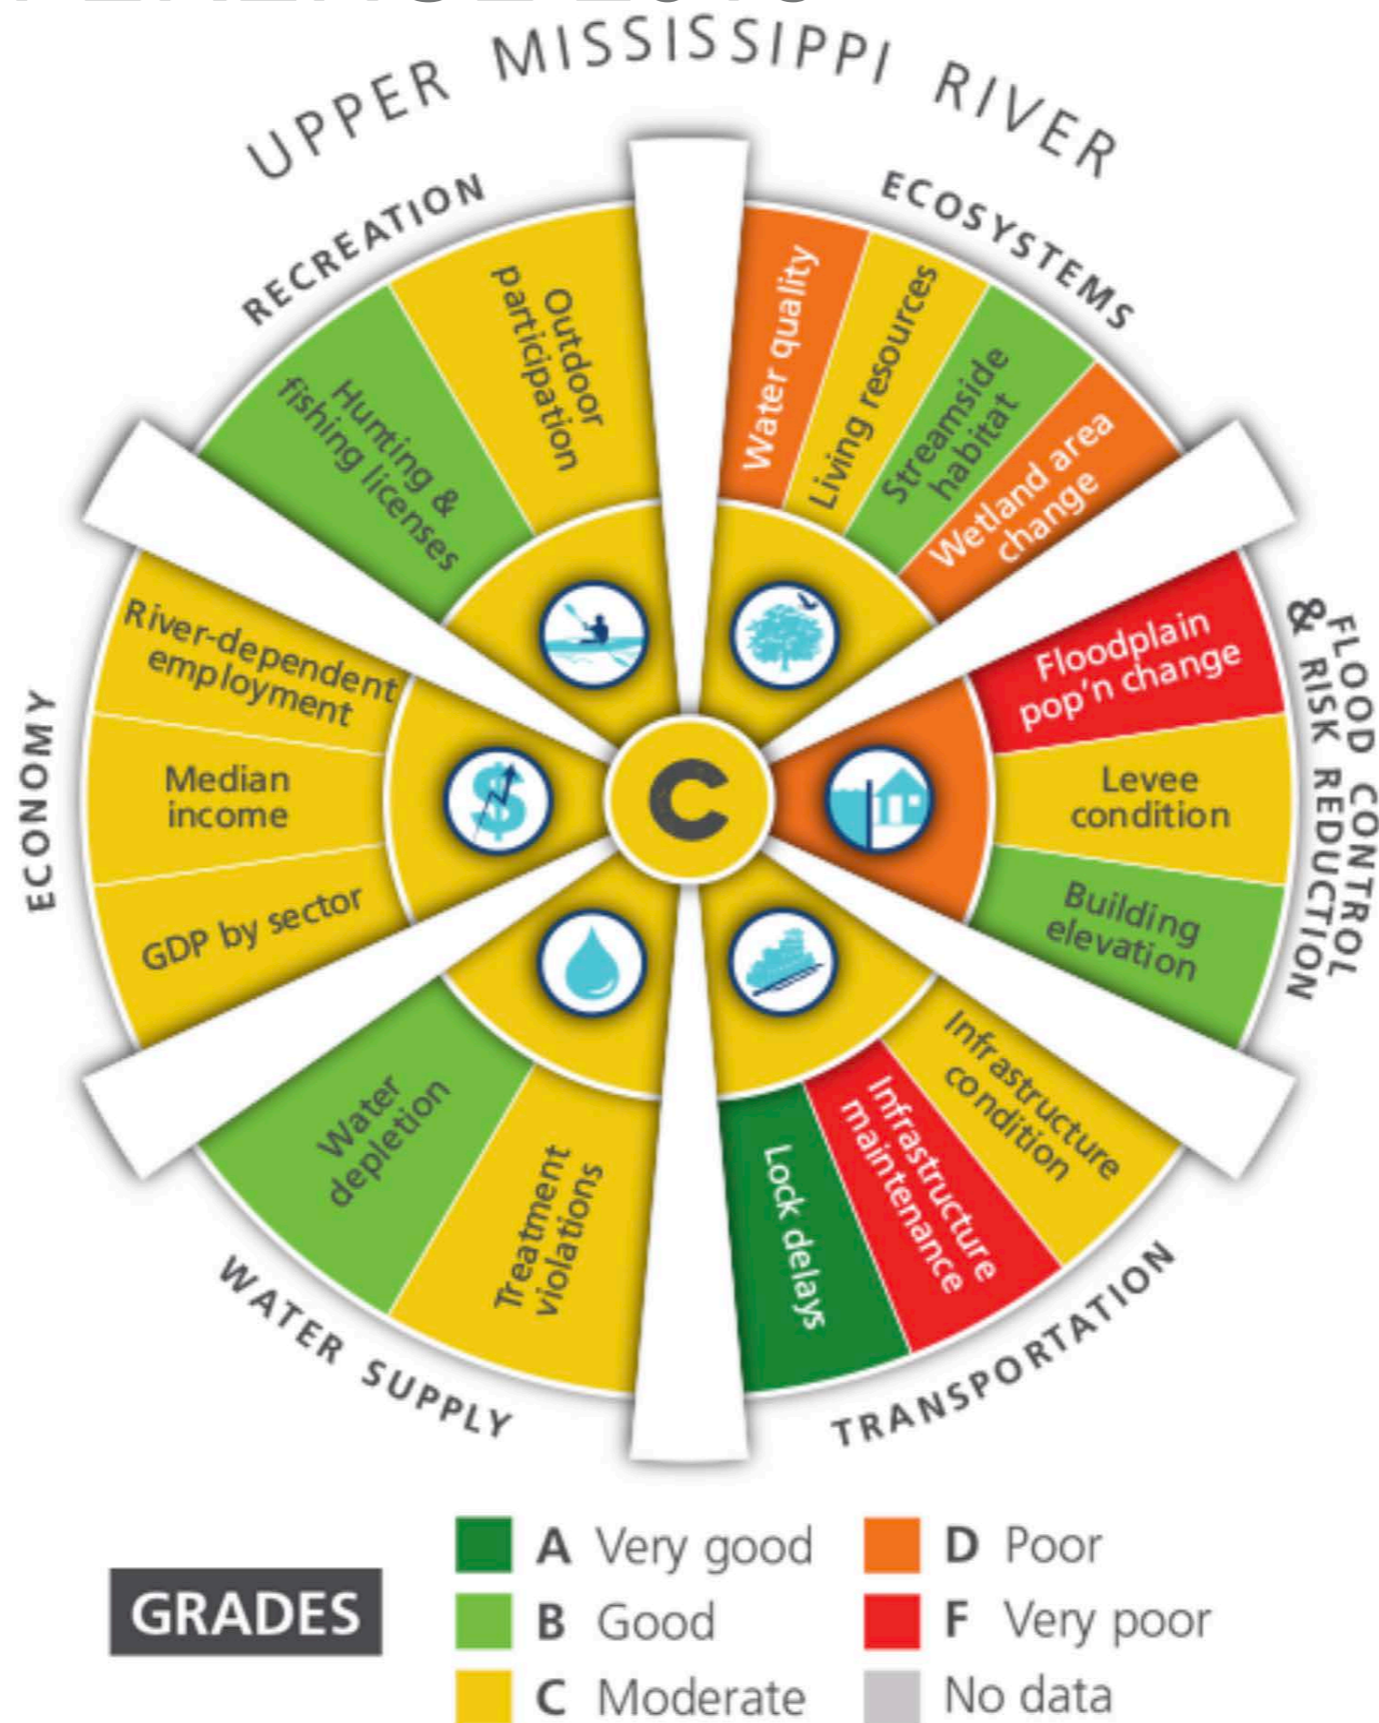 UPPER MISSISSIPPI RIVER
RECREATION
Hunting &
fishing licenses
Outdoor
participation
ECOSYSTEMS
Water quality
Living resources
Streamside
habitat
Wetland area
change
FLOOD CONTROL
& RISK REDUCTION
Floodplain
pop'n change
Levee
condition
Building
elevation
TRANSPORTATION
Infrastructure
condition
Infrastructure
maintenance
Lock delays
WATER SUPPLY
Treatment
violations
Water
depletion
ECONOMY
River-dependent
employment
Median
income
GDP by sector
C
GRADES
A Very good
B Good
C Moderate
D Poor
F Very poor
No data